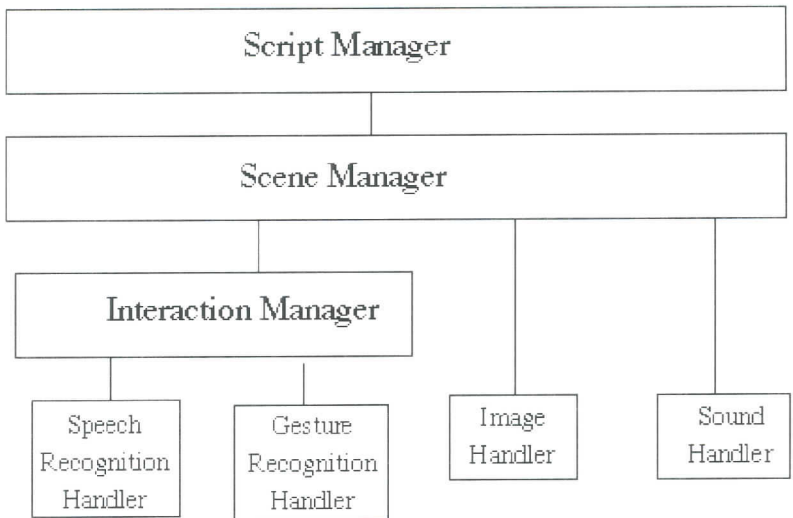 Script Manager
Scene Manager
Interaction Manager
Speech
Recognition
Handler
Gesture
Recognition
Handler
Image
Handler
Sound
Handler